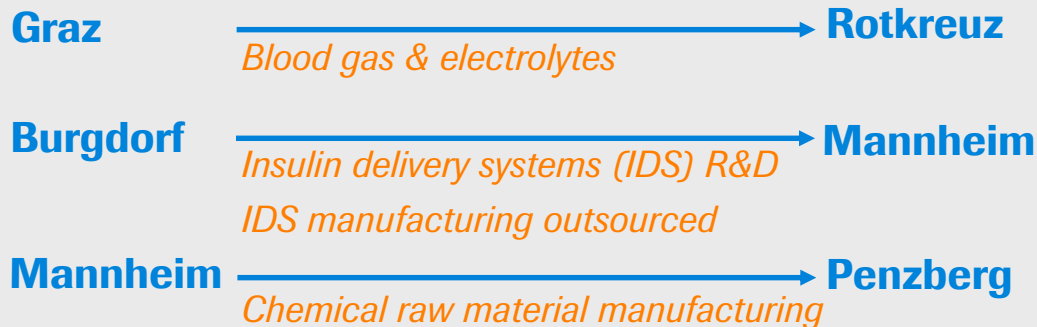 Graz Rotkreuz
Blood gas & electrolytes
Burgdorf Mannheim
Insulin delivery systems (IDS) R&D
IDS manufacturing outsourced
Mannheim Penzberg
Chemical raw material manufacturing